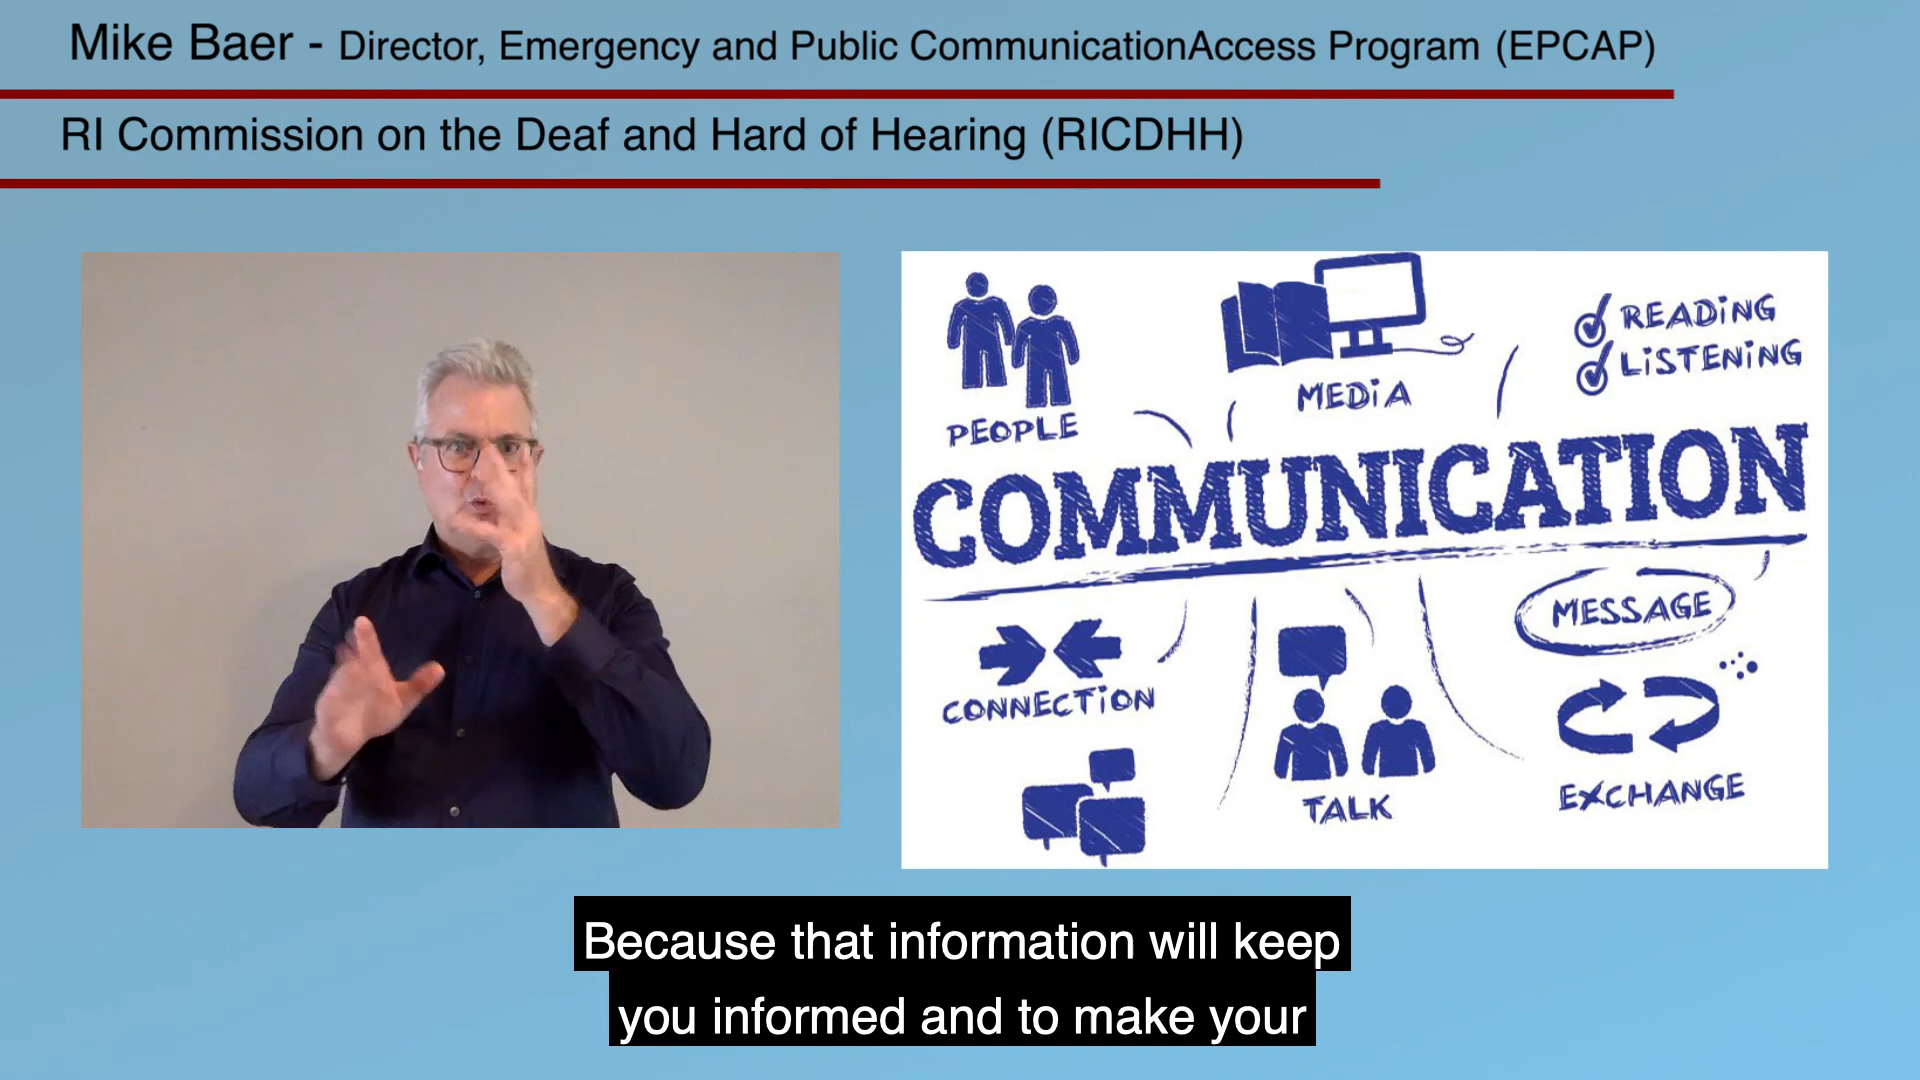 Mike Baer - Director, Emergency and Public CommunicationAccess Program (EPCAP)
RI Commission on the Deaf and Hard of Hearing (RICDHH)
PEOPLE
MEDiA
READiNG
LiSTENiNG
COMMUNICATION
CONNECTiON
TALK
MESSAGE
EXCHANGE
Because that information will keep
you informed and to make your